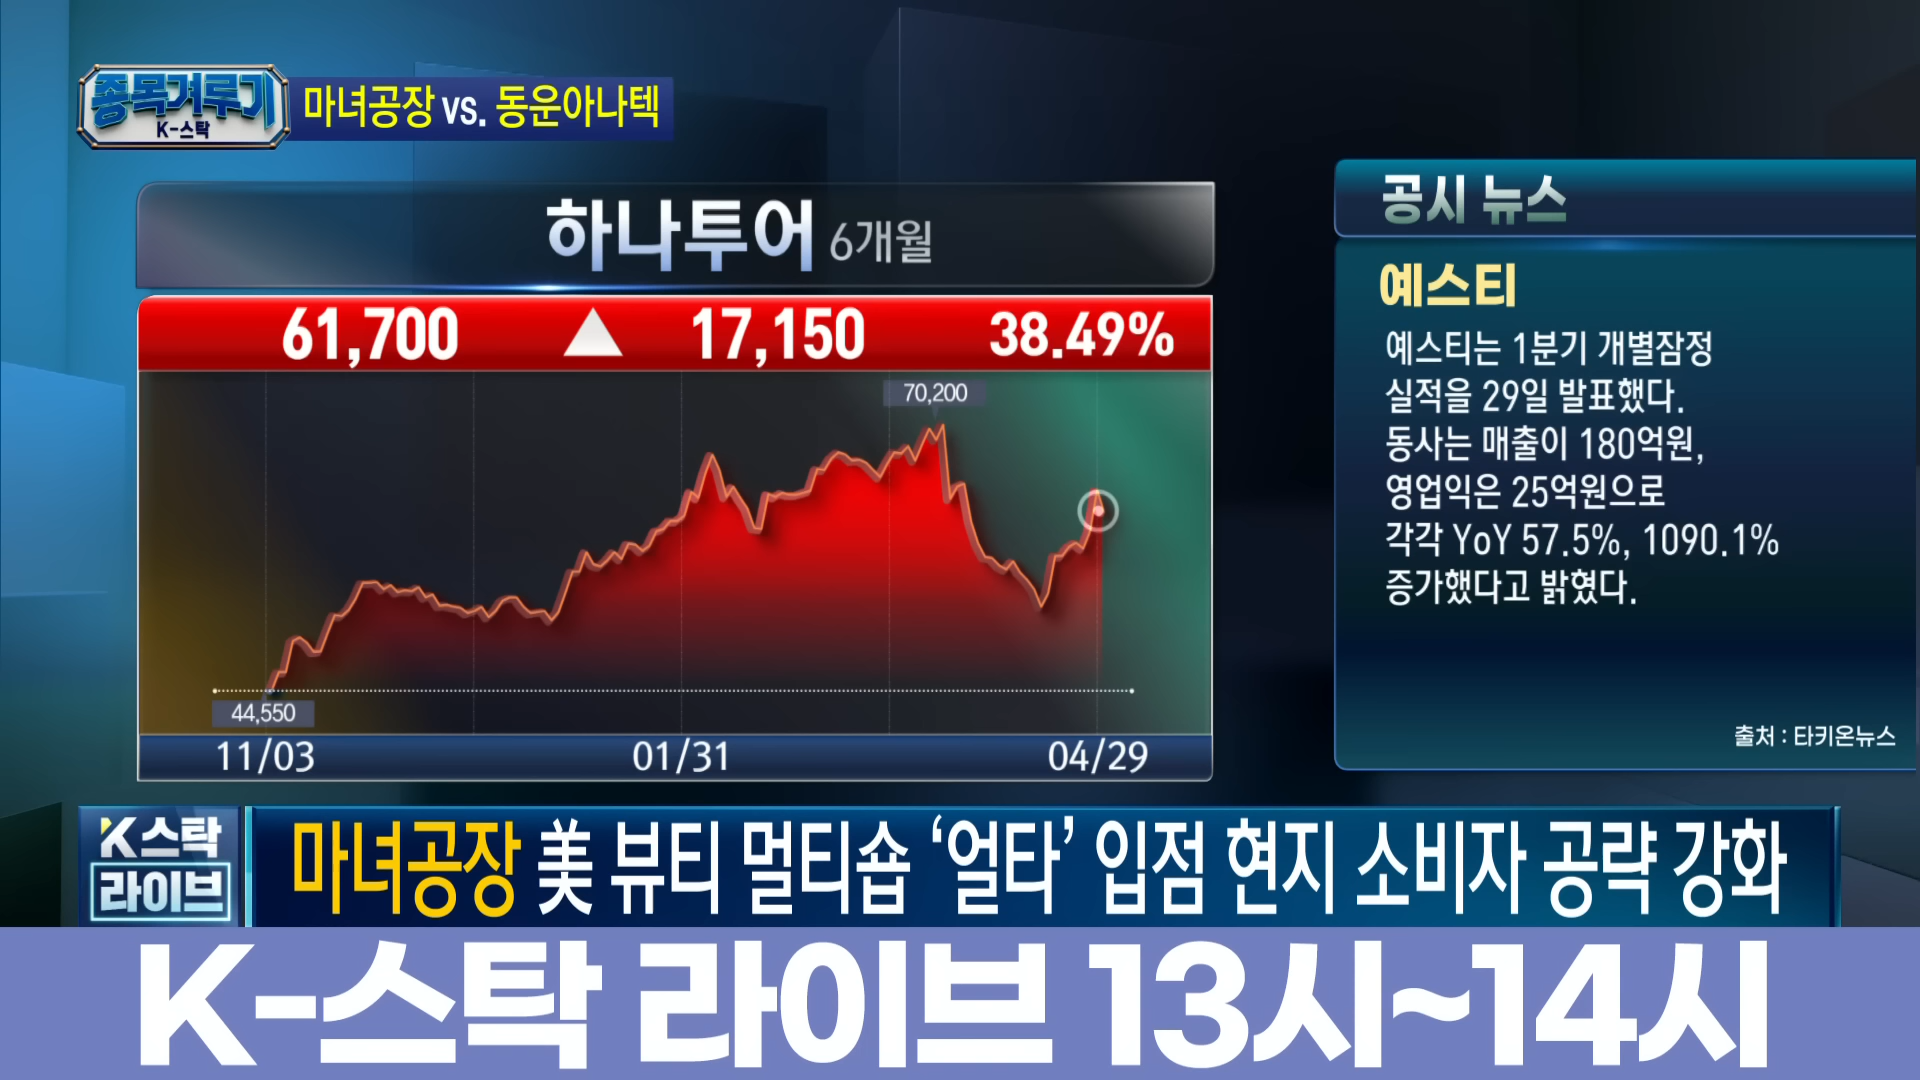 종목겨루기
K-스탁
마녀공장 vs. 동운아나텍
하나투어 6개월
61,700 ▲ 17,150 38.49%
70,200
44,550
11/03 01/31 04/29
공시 뉴스
예스티
예스티는 1분기 개별잠정
실적을 29일 발표했다.
동사는 매출이 180억원,
영업익은 25억원으로
각각 YoY 57.5%, 1090.1%
증가했다고 밝혔다.
출처 : 타키온뉴스
K스탁
라이브
마녀공장 美 뷰티 멀티숍 ‘얼타’ 입점 현지 소비자 공략 강화
K-스탁 라이브 13시~14시